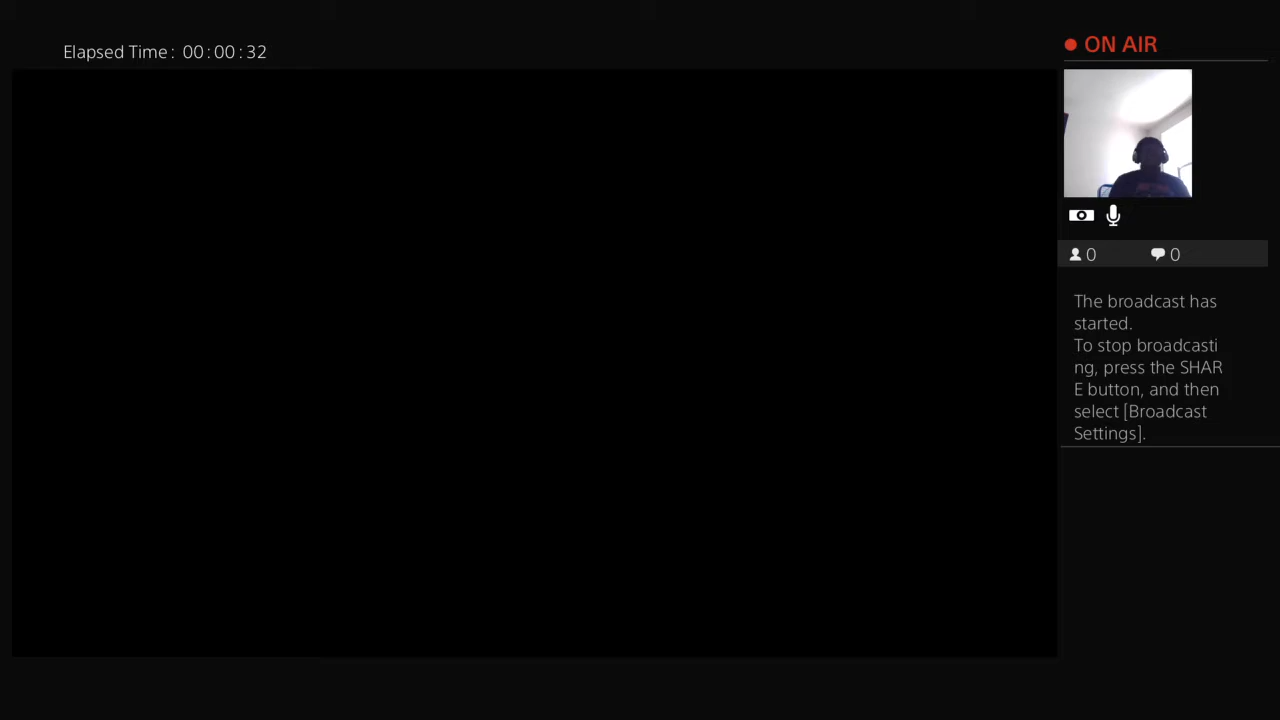 Elapsed Time: 00:00:32
ON AIR
0
0
The broadcast has
started.
To stop broadcasti
ng, press the SHAR
E button, and then
select [Broadcast
Settings].